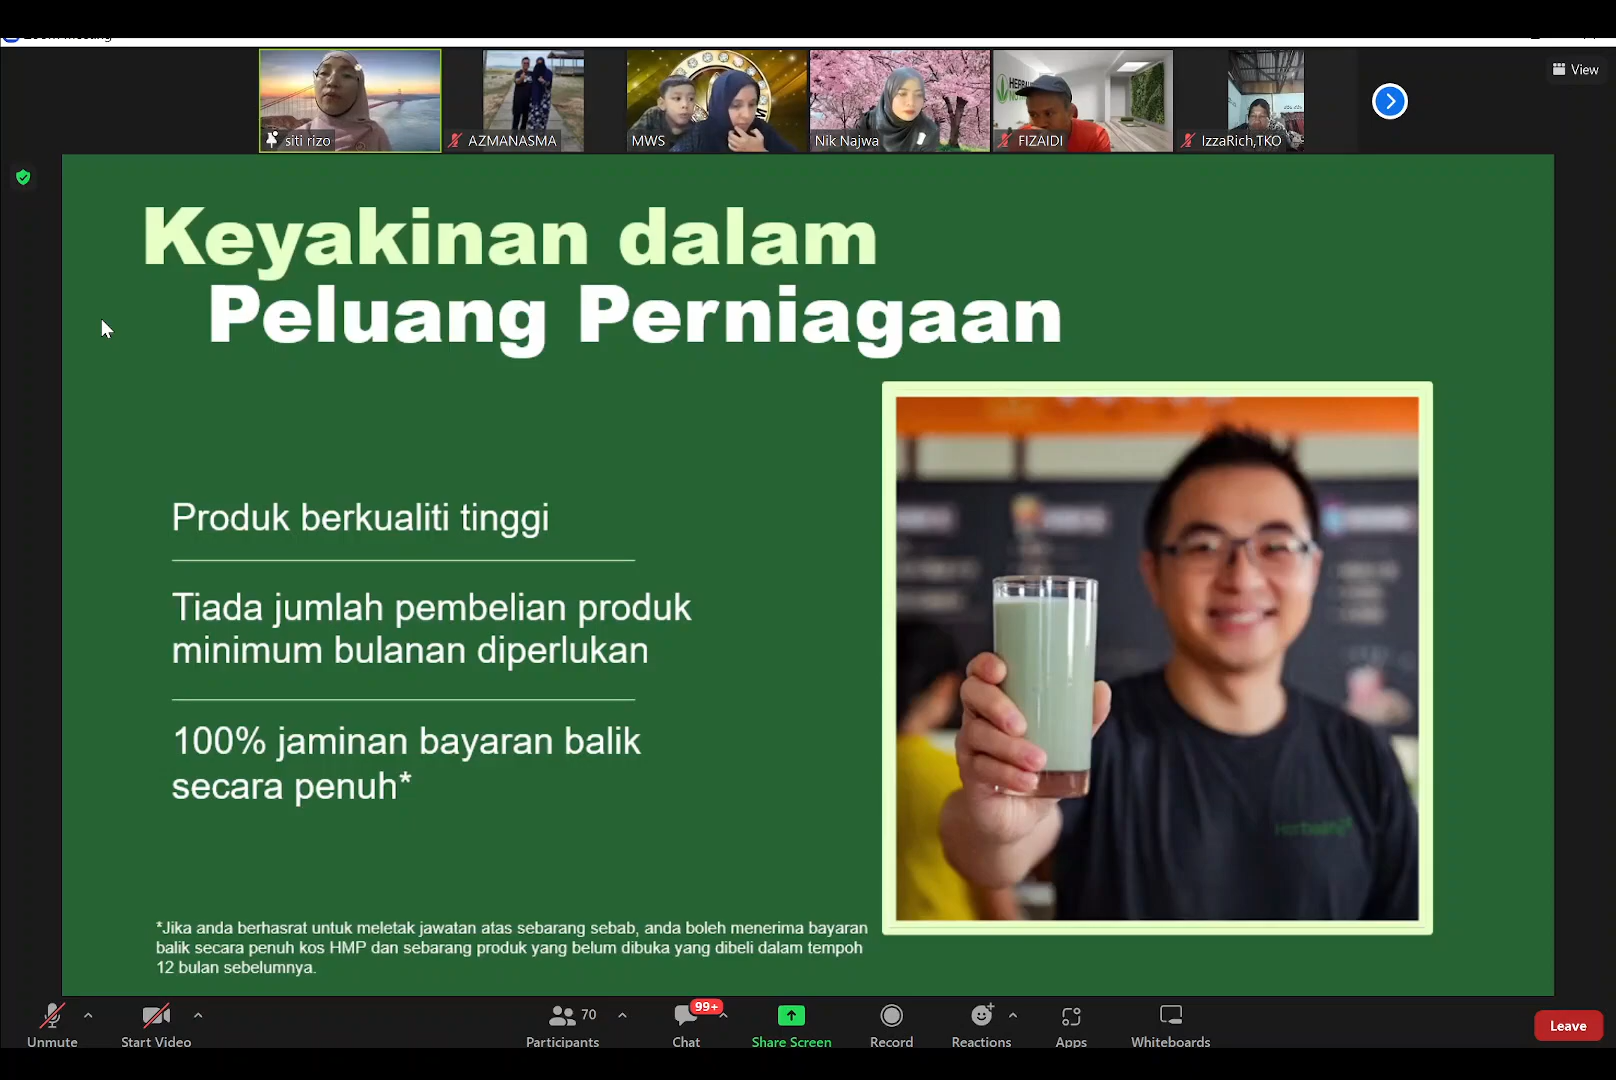 siti rizo
AZMANASMA
MWS
Nik Najwa
FIZAIDI
IzzaRich,TKO
View
Keyakinan dalam
Peluang Perniagaan
Produk berkualiti tinggi
Tiada jumlah pembelian produk
minimum bulanan diperlukan
100% jaminan bayaran balik
secara penuh*
*Jika anda berhasrat untuk meletak jawatan atas sebarang sebab, anda boleh menerima bayaran
balik secara penuh kos HMP dan sebarang produk yang belum dibuka yang dibeli dalam tempoh
12 bulan sebelumnya.
Unmute
Start Video
70
Participants
99+
Chat
Share Screen
Record
Reactions
Apps
Whiteboards
Leave